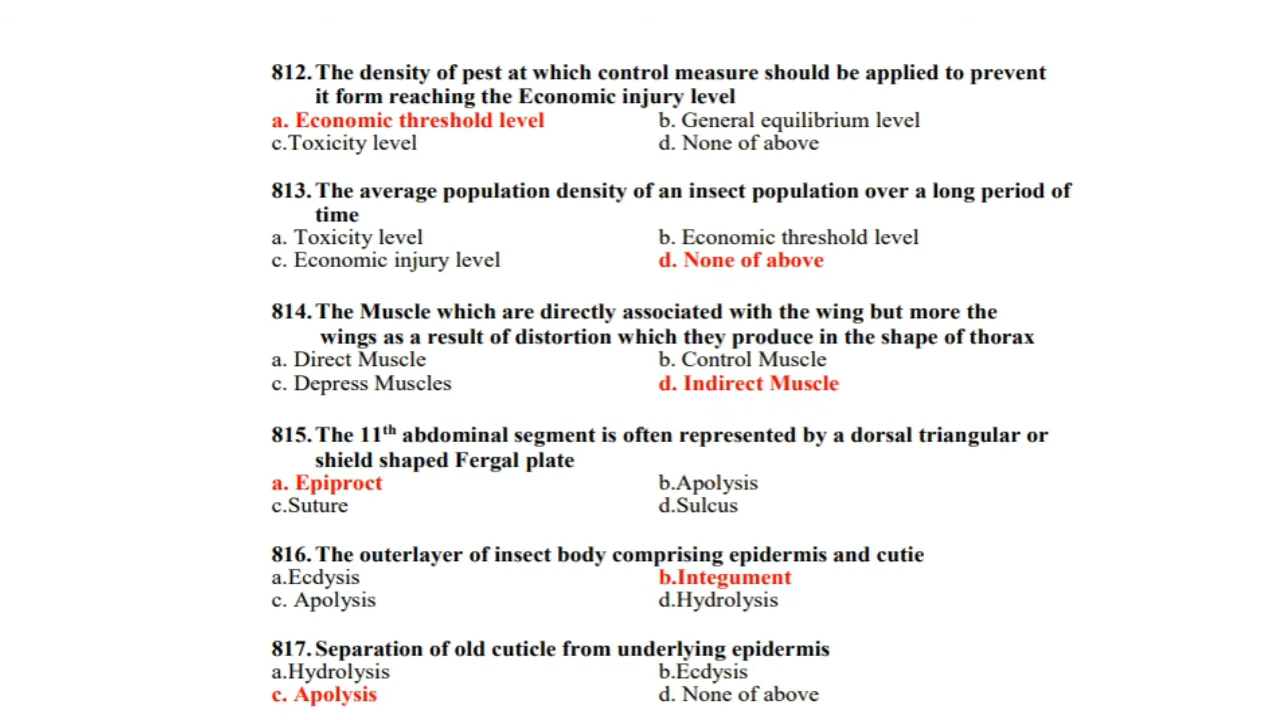 812. The density of pest at which control measure should be applied to prevent
it form reaching the Economic injury level
a. Economic threshold level b. General equilibrium level
c.Toxicity level d. None of above
813. The average population density of an insect population over a long period of
time
a. Toxicity level b. Economic threshold level
c. Economic injury level d. None of above
814. The Muscle which are directly associated with the wing but more the
wings as a result of distortion which they produce in the shape of thorax
a. Direct Muscle b. Control Muscle
c. Depress Muscles d. Indirect Muscle
815. The 11th abdominal segment is often represented by a dorsal triangular or
shield shaped Fergal plate
a. Epiproct b.Apolysis
c.Suture d.Sulcus
816. The outerlayer of insect body comprising epidermis and cutie
a.Ecdysis b.Integument
c. Apolysis d.Hydrolysis
817. Separation of old cuticle from underlying epidermis
a.Hydrolysis b.Ecdysis
c. Apolysis d. None of above